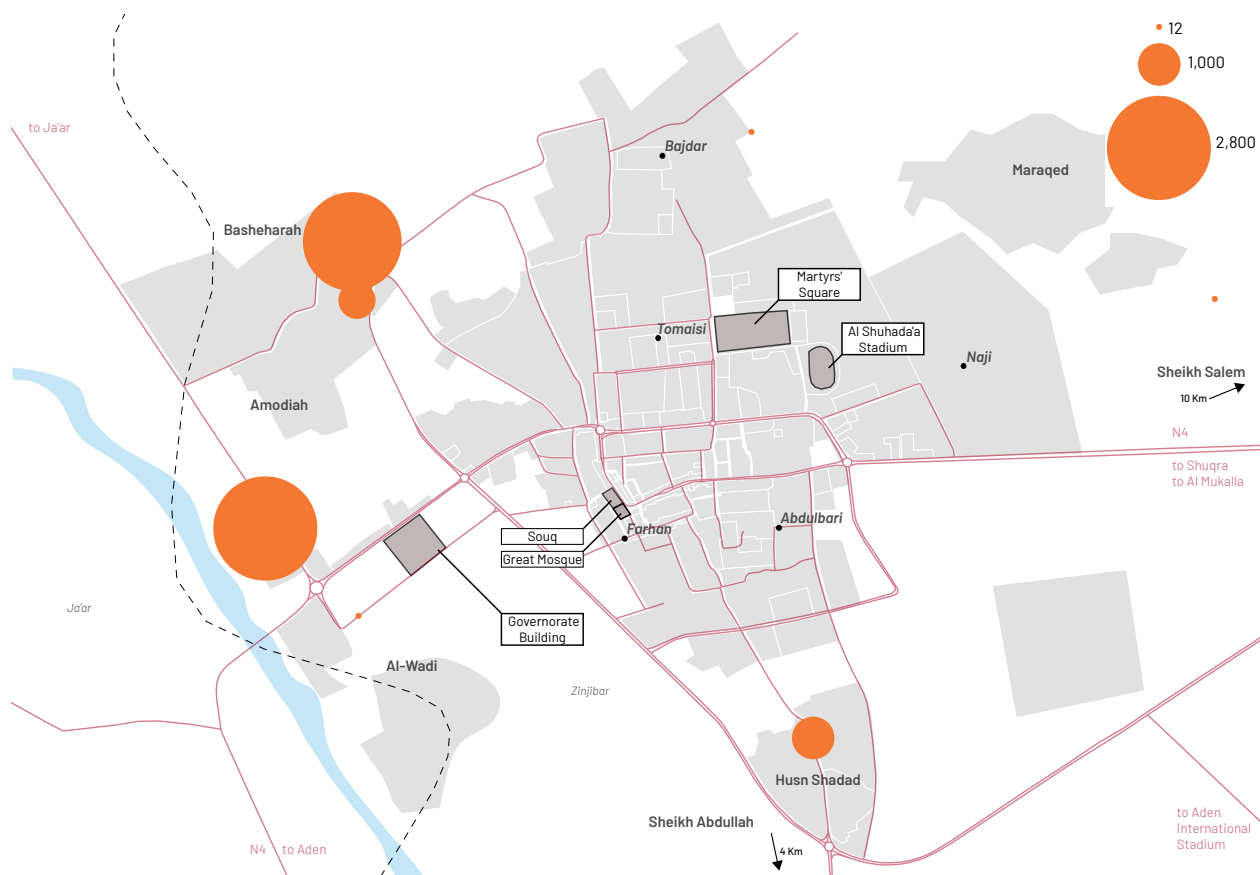 12
1,000
2,800
to Ja'ar
Bajdar
Maraqed
Basheharah
Martyrs'
Square
Tomaisi
Al Shuhada'a
Stadium
Naji
Sheikh Salem
10 Km
Amodiah
N4
to Shuqra
to Al Mukalla
Abdulbari
Farhan
Souq
Great Mosque
Ja'ar
Governorate
Building
Al-Wadi
Zinjibar
Husn Shadad
Sheikh Abdullah
4 Km
to Aden
International
Stadium
N4 to Aden